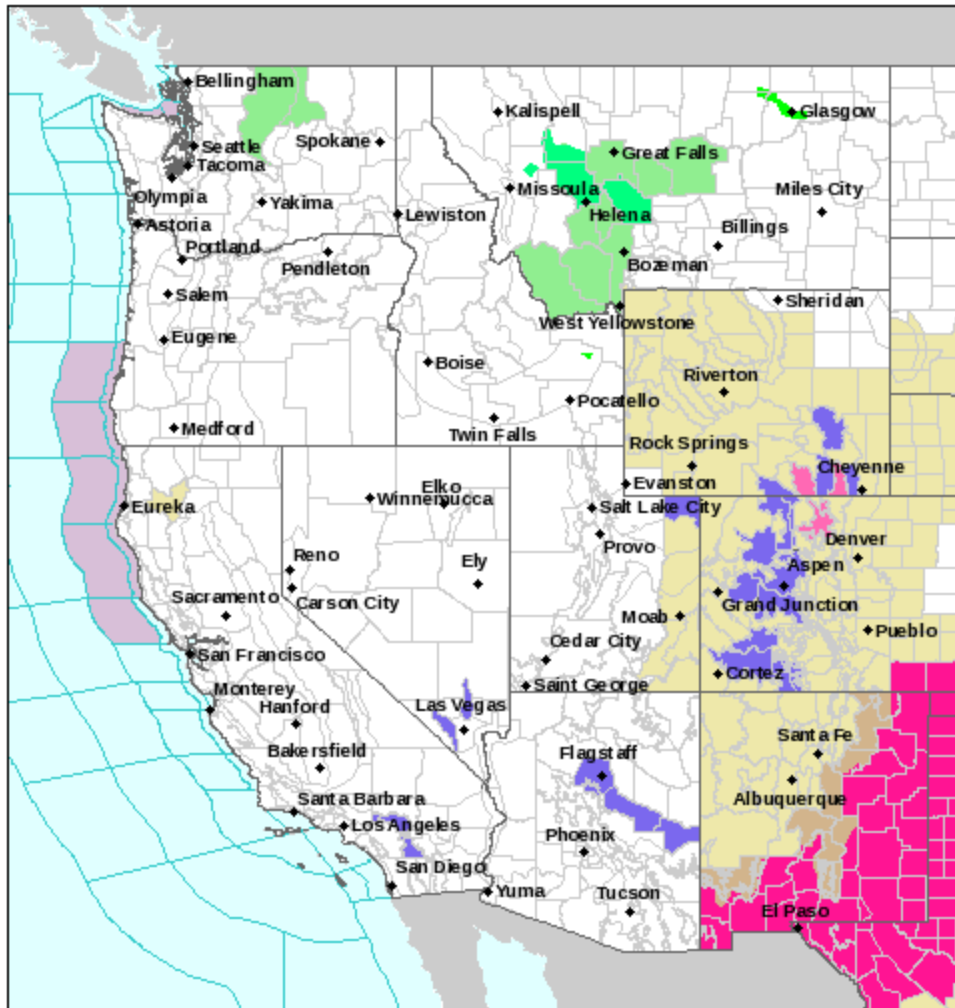 Bellingham
Kalispell
Glasgow
Seattle
Spokane
Great Falls
Tacoma
Missoula
Miles City
Olympia
Yakima
Lewiston
Helena
Astoria
Billings
Portland
Pendleton
Bozeman
Salem
Sheridan
West Yellowstone
Eugene
Boise
Riverton
Pocatello
Medford
Twin Falls
Rock Springs
Cheyenne
Evanston
Elko
Winnemucca
Eureka
Salt Lake City
Denver
Provo
Reno
Ely
Aspen
Sacramento
Carson City
Grand Junction
Moab
Pueblo
Cedar City
San Francisco
Cortez
Saint George
Monterey
Hanford
Las Vegas
Santa Fe
Bakersfield
Flagstaff
Albuquerque
Santa Barbara
Los Angeles
Phoenix
San Diego
Yuma
Tucson
El Paso